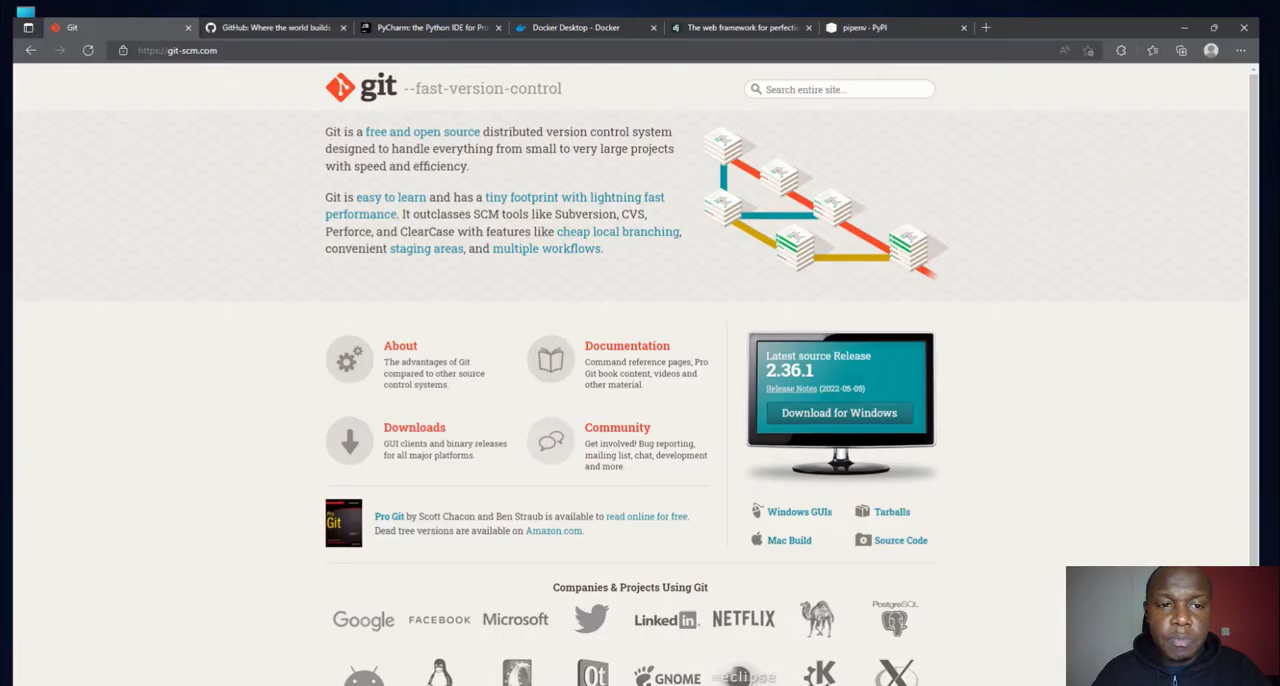 Git
GitHub: Where the world builds
PyCharm: the Python IDE for Pro
Docker Desktop - Docker
The web framework for perfectio
pipenv · PyPI
https://git-scm.com
git --fast-version-control
Search entire site...
Git is a free and open source distributed version control system
designed to handle everything from small to very large projects
with speed and efficiency.
Git is easy to learn and has a tiny footprint with lightning fast
performance. It outclasses SCM tools like Subversion, CVS,
Perforce, and ClearCase with features like cheap local branching,
convenient staging areas, and multiple workflows.
About
The advantages of Git
compared to other source
control systems.
Documentation
Command reference pages, Pro
Git book content, videos and
other material.
Downloads
GUI clients and binary releases
for all major platforms.
Community
Get involved! Bug reporting,
mailing list, chat, development
and more.
Latest source Release
2.36.1
Release Notes (2022-05-05)
Download for Windows
Windows GUIs
Tarballs
Mac Build
Source Code
Pro
Git
Pro Git by Scott Chacon and Ben Straub is available to read online for free.
Dead tree versions are available on Amazon.com.
Companies & Projects Using Git
Google
FACEBOOK
Microsoft
LinkedIn
NETFLIX
PostgreSQL
Qt
GNOME
eclipse